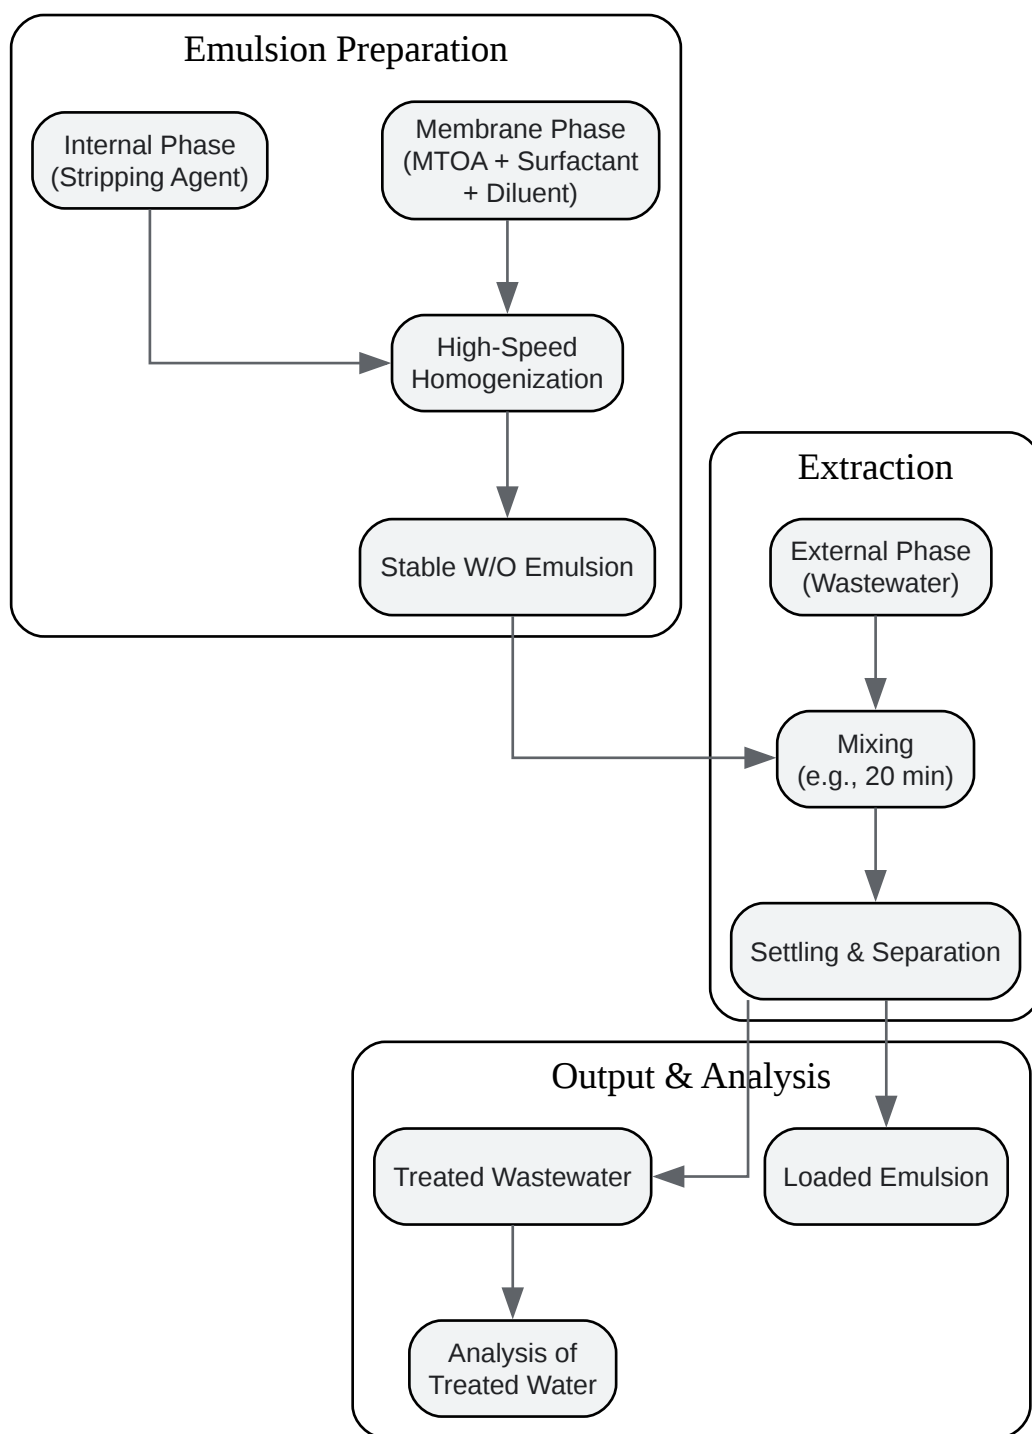 Emulsion Preparation
Internal Phase
(Stripping Agent)
Membrane Phase
(MTOA + Surfactant
+ Diluent)
High-Speed
Homogenization
Stable W/O Emulsion
Extraction
External Phase
(Wastewater)
Mixing
(e.g., 20 min)
Settling & Separation
Output & Analysis
Treated Wastewater
Loaded Emulsion
Analysis of
Treated Water